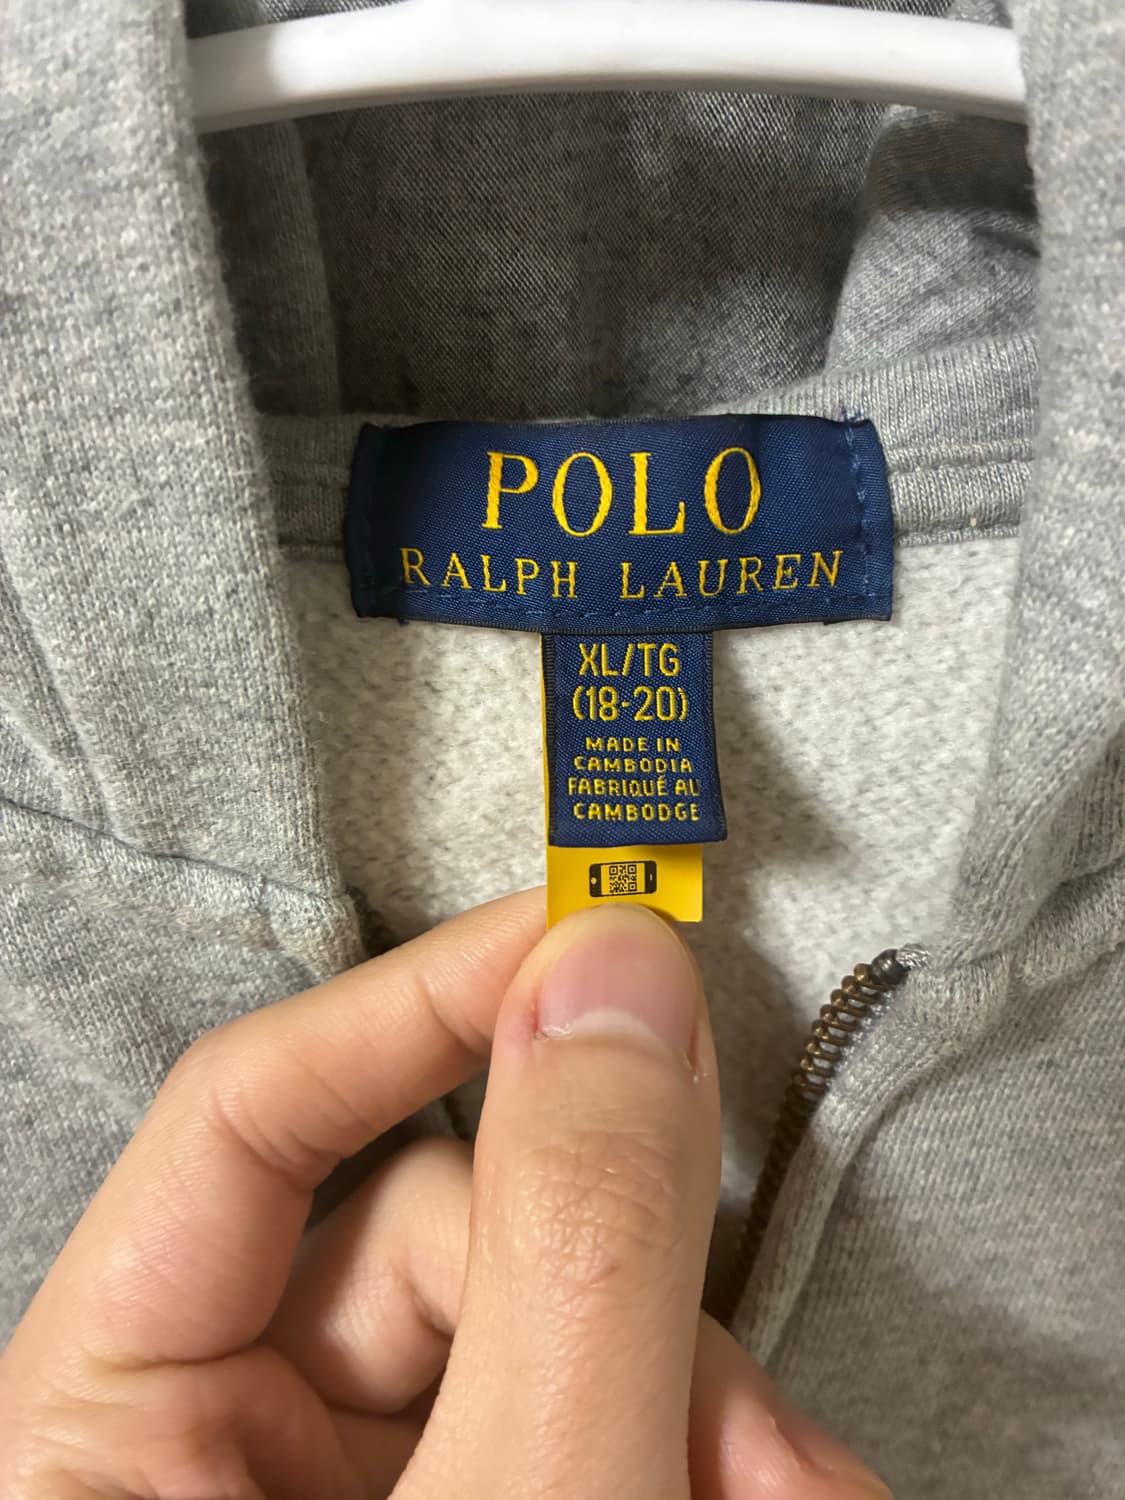 POLO
RALPH LAUREN
XL/TG
(18-20)
MADE IN
CAMBODIA
FABRIQUÉ AU
CAMBODGE